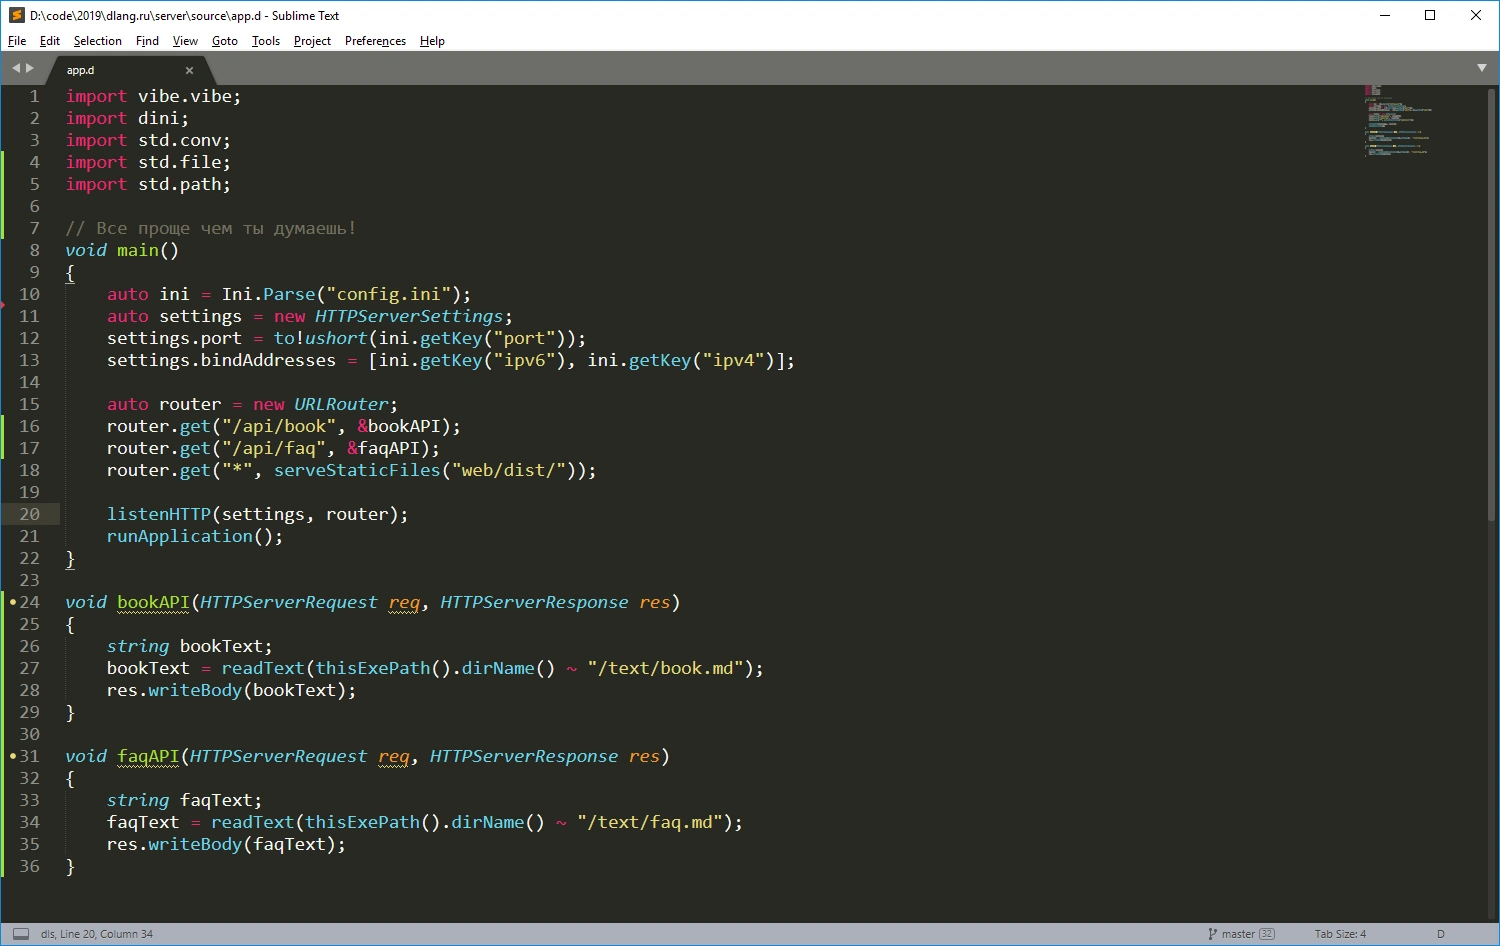 D:\code\2019\dlang.ru\server\source\app.d - Sublime Text
File Edit Selection Find View Goto Tools Project Preferences Help
app.d
1 import vibe.vibe;
2 import dini;
3 import std.conv;
4 import std.file;
5 import std.path;
6
7 // Все проще чем ты думаешь!
8 void main()
9 {
10     auto ini = Ini.Parse("config.ini");
11     auto settings = new HTTPServerSettings;
12     settings.port = to!ushort(ini.getKey("port"));
13     settings.bindAddresses = [ini.getKey("ipv6"), ini.getKey("ipv4")];
14
15     auto router = new URLRouter;
16     router.get("/api/book", &bookAPI);
17     router.get("/api/faq", &faqAPI);
18     router.get("*", serveStaticFiles("web/dist/"));
19
20     listenHTTP(settings, router);
21     runApplication();
22 }
23
24 void bookAPI(HTTPServerRequest req, HTTPServerResponse res)
25 {
26     string bookText;
27     bookText = readText(thisExePath().dirName() ~ "/text/book.md");
28     res.writeBody(bookText);
29 }
30
31 void faqAPI(HTTPServerRequest req, HTTPServerResponse res)
32 {
33     string faqText;
34     faqText = readText(thisExePath().dirName() ~ "/text/faq.md");
35     res.writeBody(faqText);
36 }
dls, Line 20, Column 34 master 32 Tab Size: 4 D